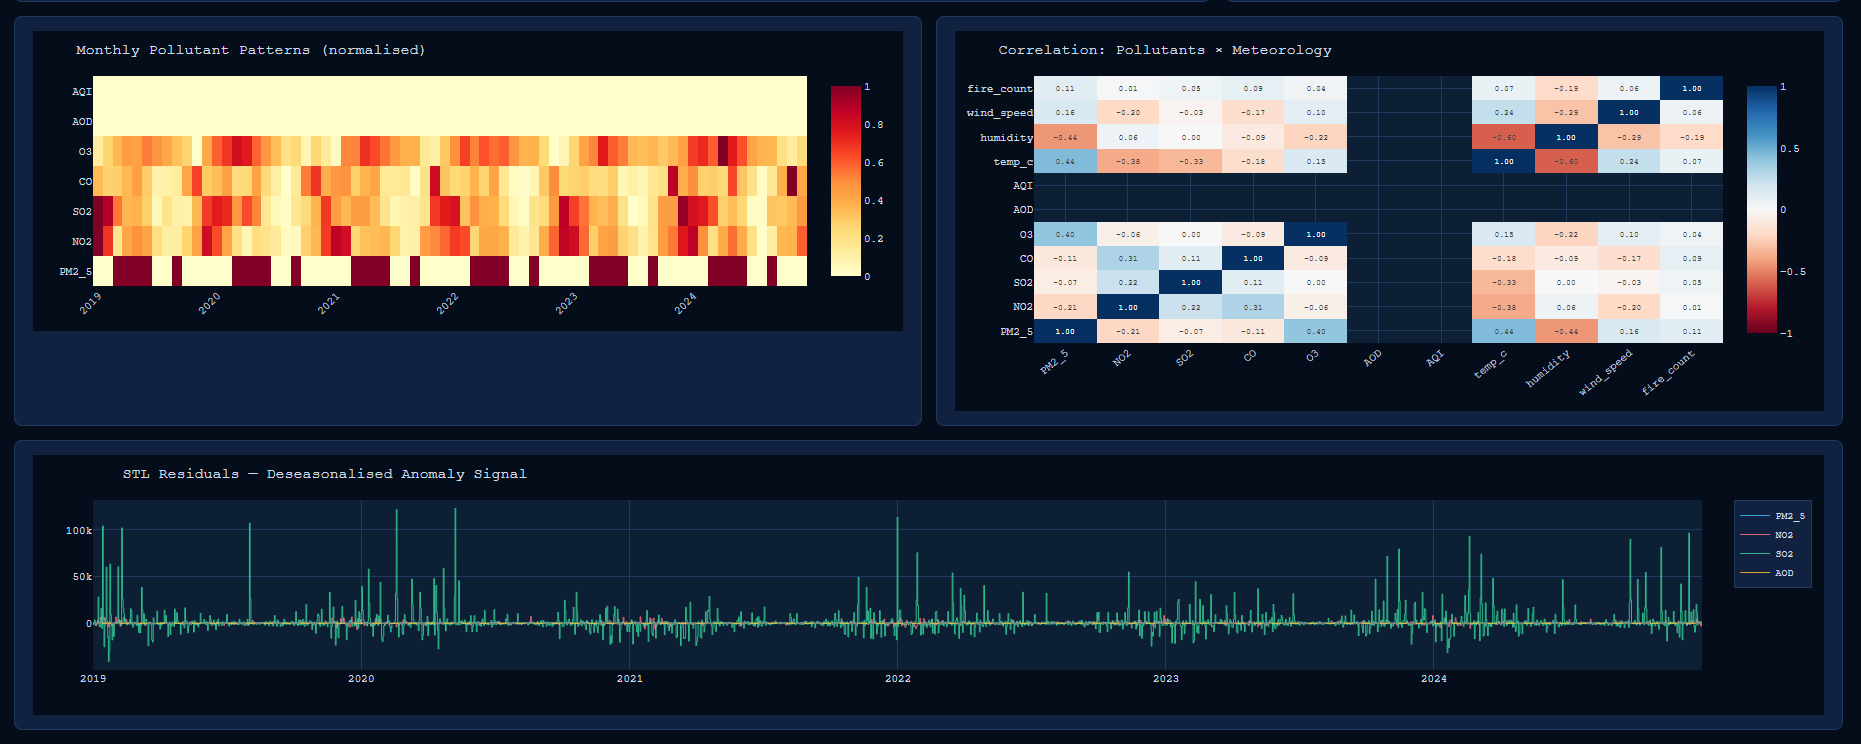 Monthly Pollutant Patterns (normalised)
AQI
AOD
O3
CO
SO2
NO2
PM2_5
2019
2020
2021
2022
2023
2024
1
0.8
0.6
0.4
0.2
0
Correlation: Pollutants × Meteorology
fire_count 0.11 0.01 0.05 0.09 0.04 0.07 -0.19 0.06 1.00
wind_speed 0.16 -0.20 -0.03 -0.17 0.10 0.24 -0.29 1.00 0.06
humidity -0.44 0.06 0.00 -0.09 -0.22 -0.60 1.00 -0.29 -0.19
temp_c 0.44 -0.38 -0.33 -0.18 0.15 1.00 -0.60 0.24 0.07
AQI
AOD
O3 0.40 -0.06 0.00 -0.09 1.00 0.15 -0.22 0.10 0.04
CO -0.11 0.31 0.11 1.00 -0.09 -0.18 -0.09 -0.17 0.09
SO2 -0.07 0.22 1.00 0.11 0.00 -0.33 0.00 -0.03 0.05
NO2 -0.21 1.00 0.22 0.31 -0.06 -0.38 0.06 -0.20 0.01
PM2_5 1.00 -0.21 -0.07 -0.11 0.40 0.44 -0.44 0.16 0.11
PM2_5
NO2
SO2
CO
O3
AOD
AQI
temp_c
humidity
wind_speed
fire_count
1
0.5
0
−0.5
−1
STL Residuals — Deseasonalised Anomaly Signal
100k
50k
0
2019
2020
2021
2022
2023
2024
PM2_5
NO2
SO2
AOD